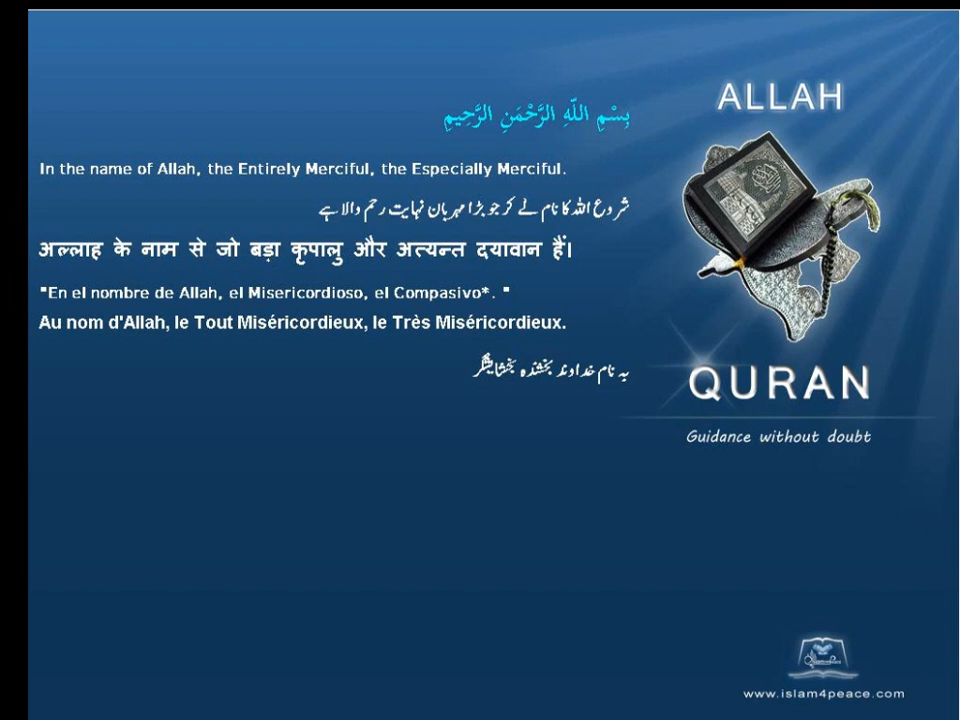 بِسْمِ اللَّهِ الرَّحْمَنِ الرَّحِيمِ
In the name of Allah, the Entirely Merciful, the Especially Merciful.
شروع الله کا نام لے کر جو بڑا مہربان نہایت رحم والا ہے
अल्लाह के नाम से जो बड़ा कृपालु और अत्यन्त दयावान हैं।
"En el nombre de Allah, el Misericordioso, el Compasivo*. "
Au nom d'Allah, le Tout Miséricordieux, le Très Miséricordieux.
به نام خداوند بخشنده بخشایشگر
ALLAH
QURAN
Guidance without doubt
www.islam4peace.com